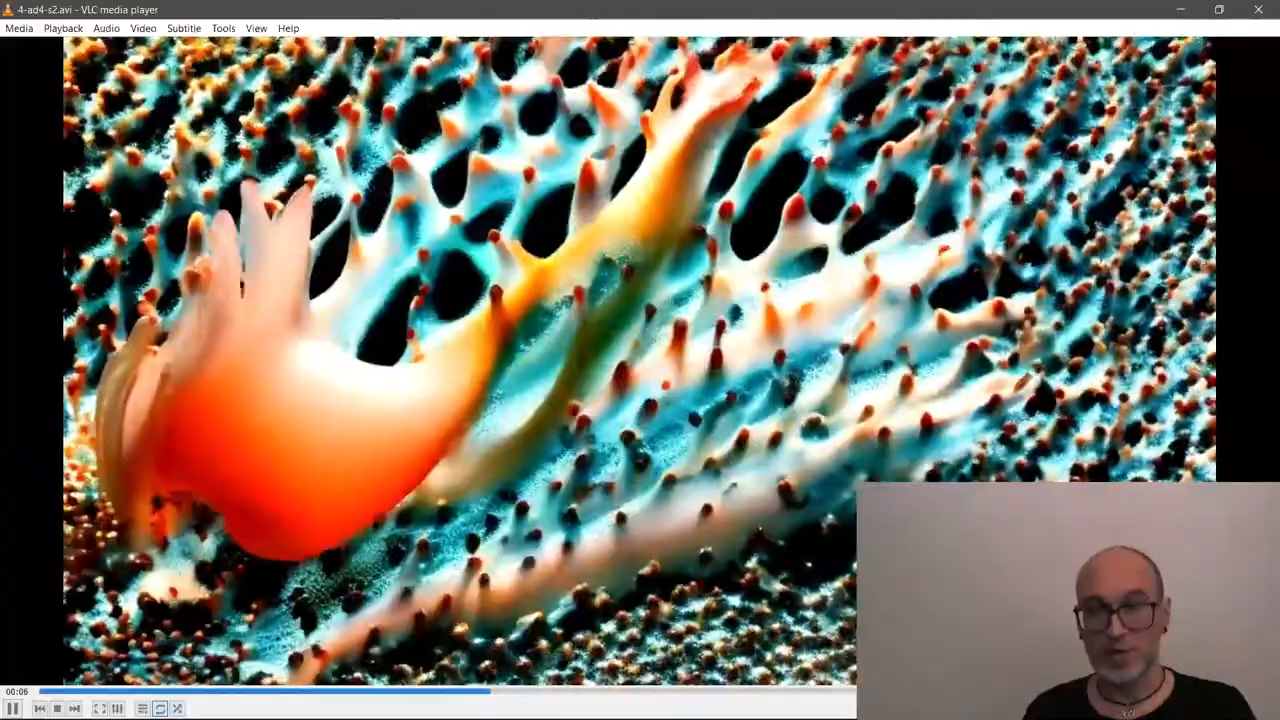 4-ad4-s2.avi - VLC media player
Media Playback Audio Video Subtitle Tools View Help
00:06